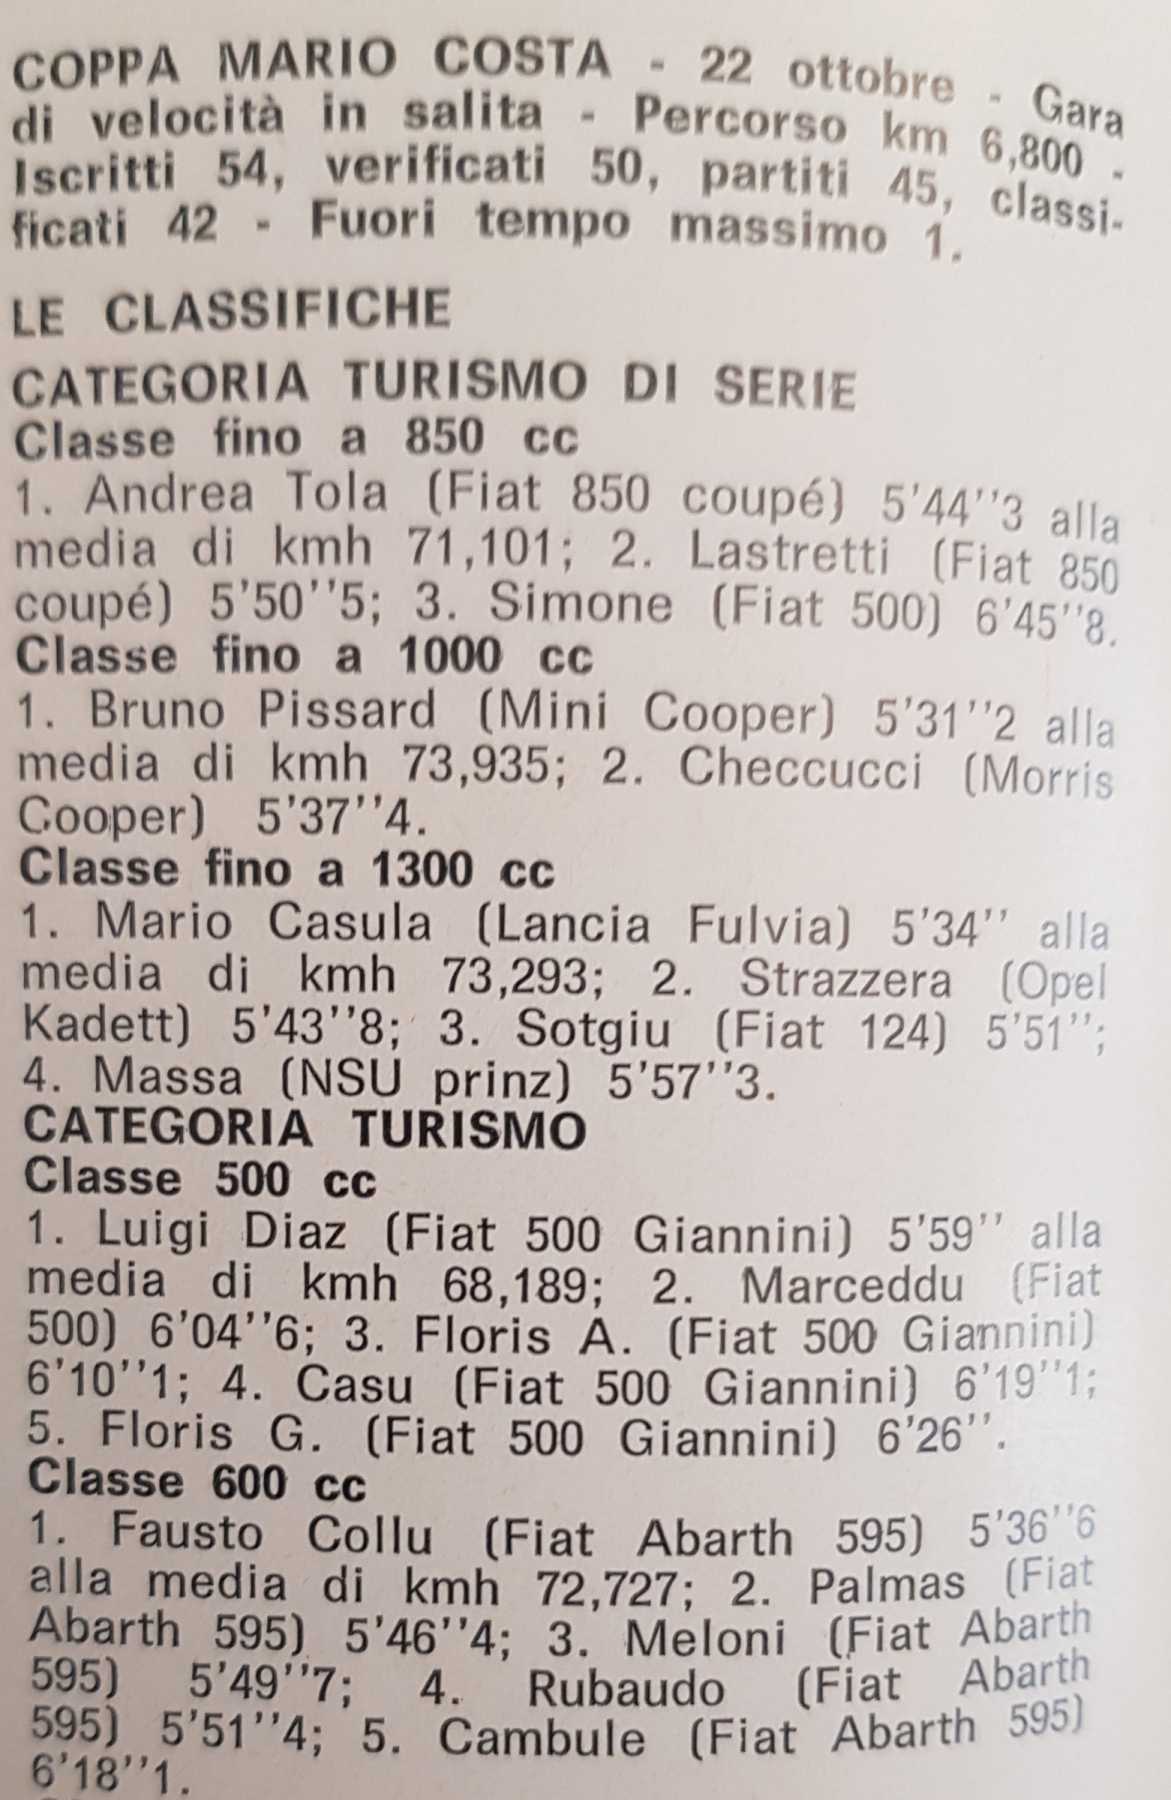 COPPA MARIO COSTA - 22 ottobre - Gara
di velocità in salita - Percorso km 6,800 -
Iscritti 54, verificati 50, partiti 45, classi-
ficati 42 - Fuori tempo massimo 1.
LE CLASSIFICHE
CATEGORIA TURISMO DI SERIE
Classe fino a 850 cc
1. Andrea Tola (Fiat 850 coupé) 5'44''3 alla
media di kmh 71,101; 2. Lastretti (Fiat 850
coupé) 5'50''5; 3. Simone (Fiat 500) 6'45''8.
Classe fino a 1000 cc
1. Bruno Pissard (Mini Cooper) 5'31''2 alla
media di kmh 73,935; 2. Checcucci (Morris
Cooper) 5'37''4.
Classe fino a 1300 cc
1. Mario Casula (Lancia Fulvia) 5'34'' alla
media di kmh 73,293; 2. Strazzera (Opel
Kadett) 5'43''8; 3. Sotgiu (Fiat 124) 5'51'';
4. Massa (NSU prinz) 5'57''3.
CATEGORIA TURISMO
Classe 500 cc
1. Luigi Diaz (Fiat 500 Giannini) 5'59'' alla
media di kmh 68,189; 2. Marceddu (Fiat
500) 6'04''6; 3. Floris A. (Fiat 500 Giannini)
6'10''1; 4. Casu (Fiat 500 Giannini) 6'19''1;
5. Floris G. (Fiat 500 Giannini) 6'26''.
Classe 600 cc
1. Fausto Collu (Fiat Abarth 595) 5'36''6
alla media di kmh 72,727; 2. Palmas (Fiat
Abarth 595) 5'46''4; 3. Meloni (Fiat Abarth
595) 5'49''7; 4. Rubaudo (Fiat Abarth
595) 5'51''4; 5. Cambule (Fiat Abarth 595)
6'18''1.